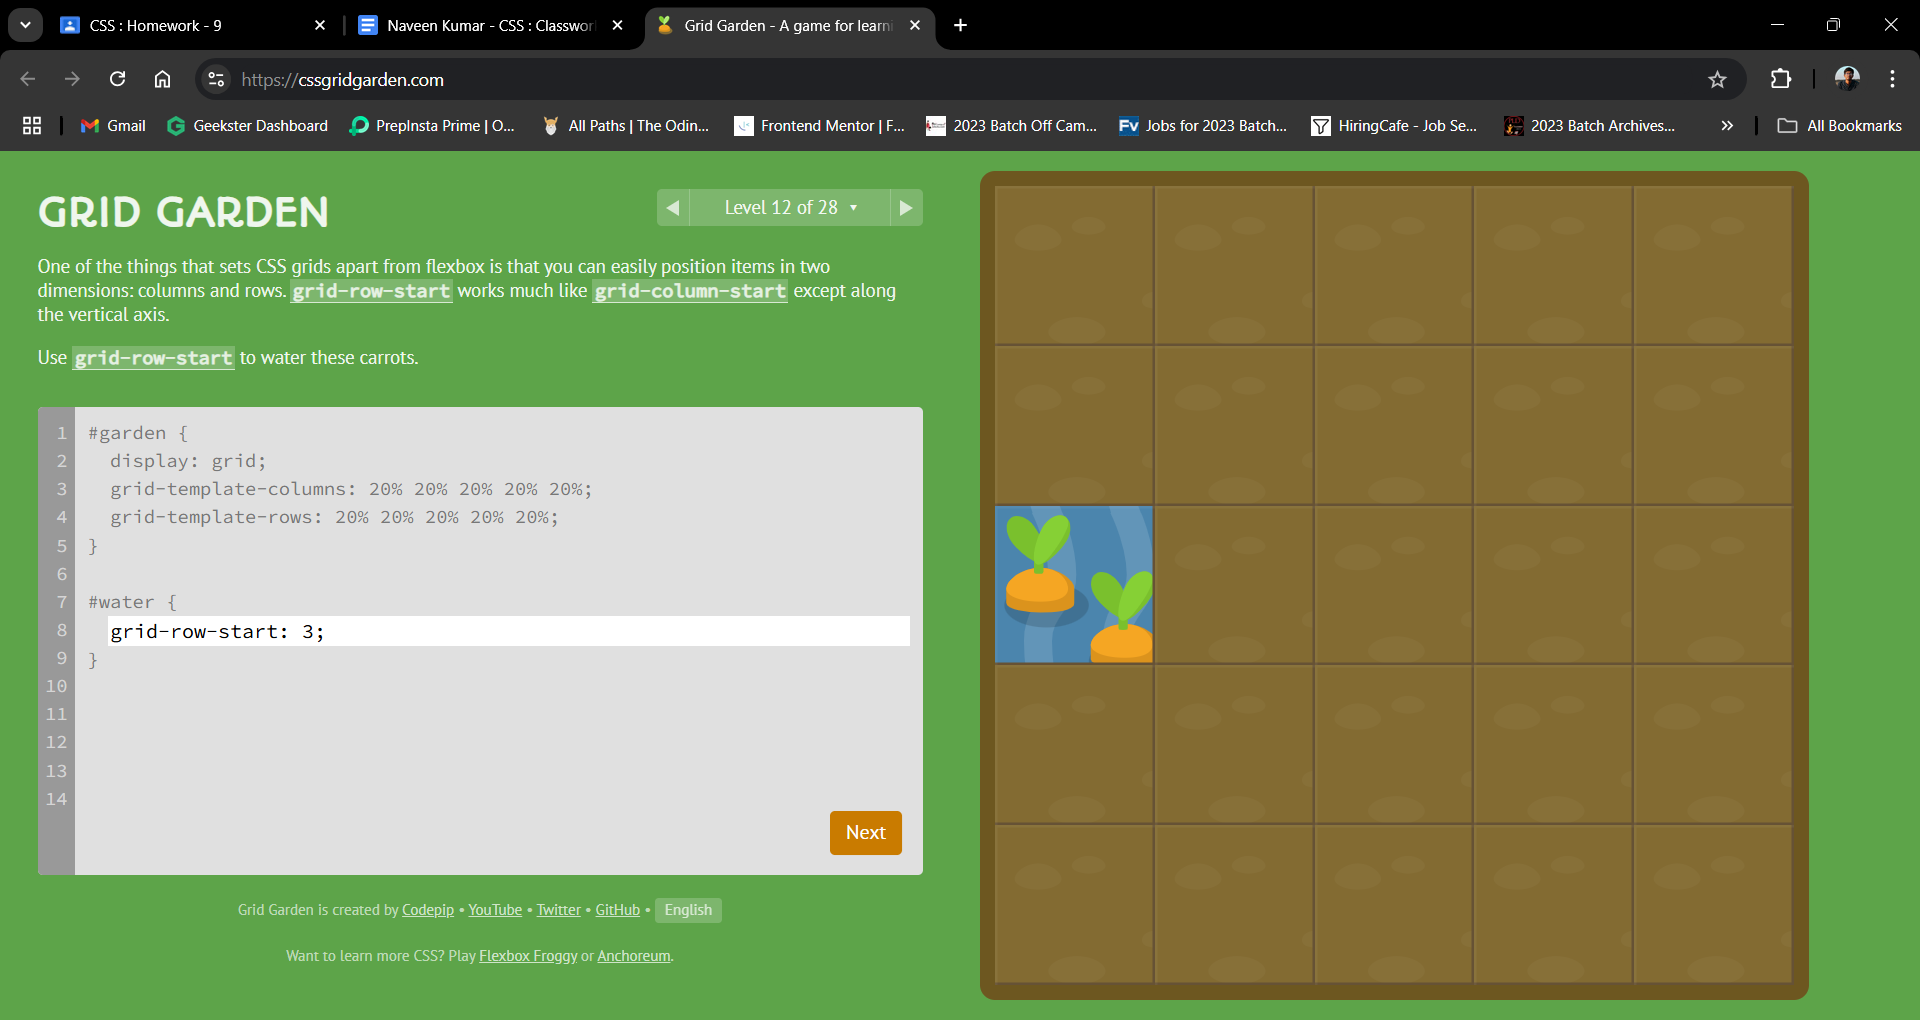 CSS : Homework - 9
Naveen Kumar - CSS : Classwor
Grid Garden - A game for learni
https://cssgridgarden.com
Gmail
Geekster Dashboard
PrepInsta Prime | O...
All Paths | The Odin...
Frontend Mentor | F...
2023 Batch Off Cam...
Fv
Jobs for 2023 Batch...
HiringCafe - Job Se...
2023 Batch Archives...
»
All Bookmarks
GRID GARDEN
Level 12 of 28
One of the things that sets CSS grids apart from flexbox is that you can easily position items in two
dimensions: columns and rows. grid-row-start works much like grid-column-start except along
the vertical axis.
Use grid-row-start to water these carrots.
1 #garden {
2 display: grid;
3 grid-template-columns: 20% 20% 20% 20% 20%;
4 grid-template-rows: 20% 20% 20% 20% 20%;
5 }
6
7 #water {
8 grid-row-start: 3;
9 }
10
11
12
13
14
Next
Grid Garden is created by Codepip • YouTube • Twitter • GitHub • English
Want to learn more CSS? Play Flexbox Froggy or Anchoreum.